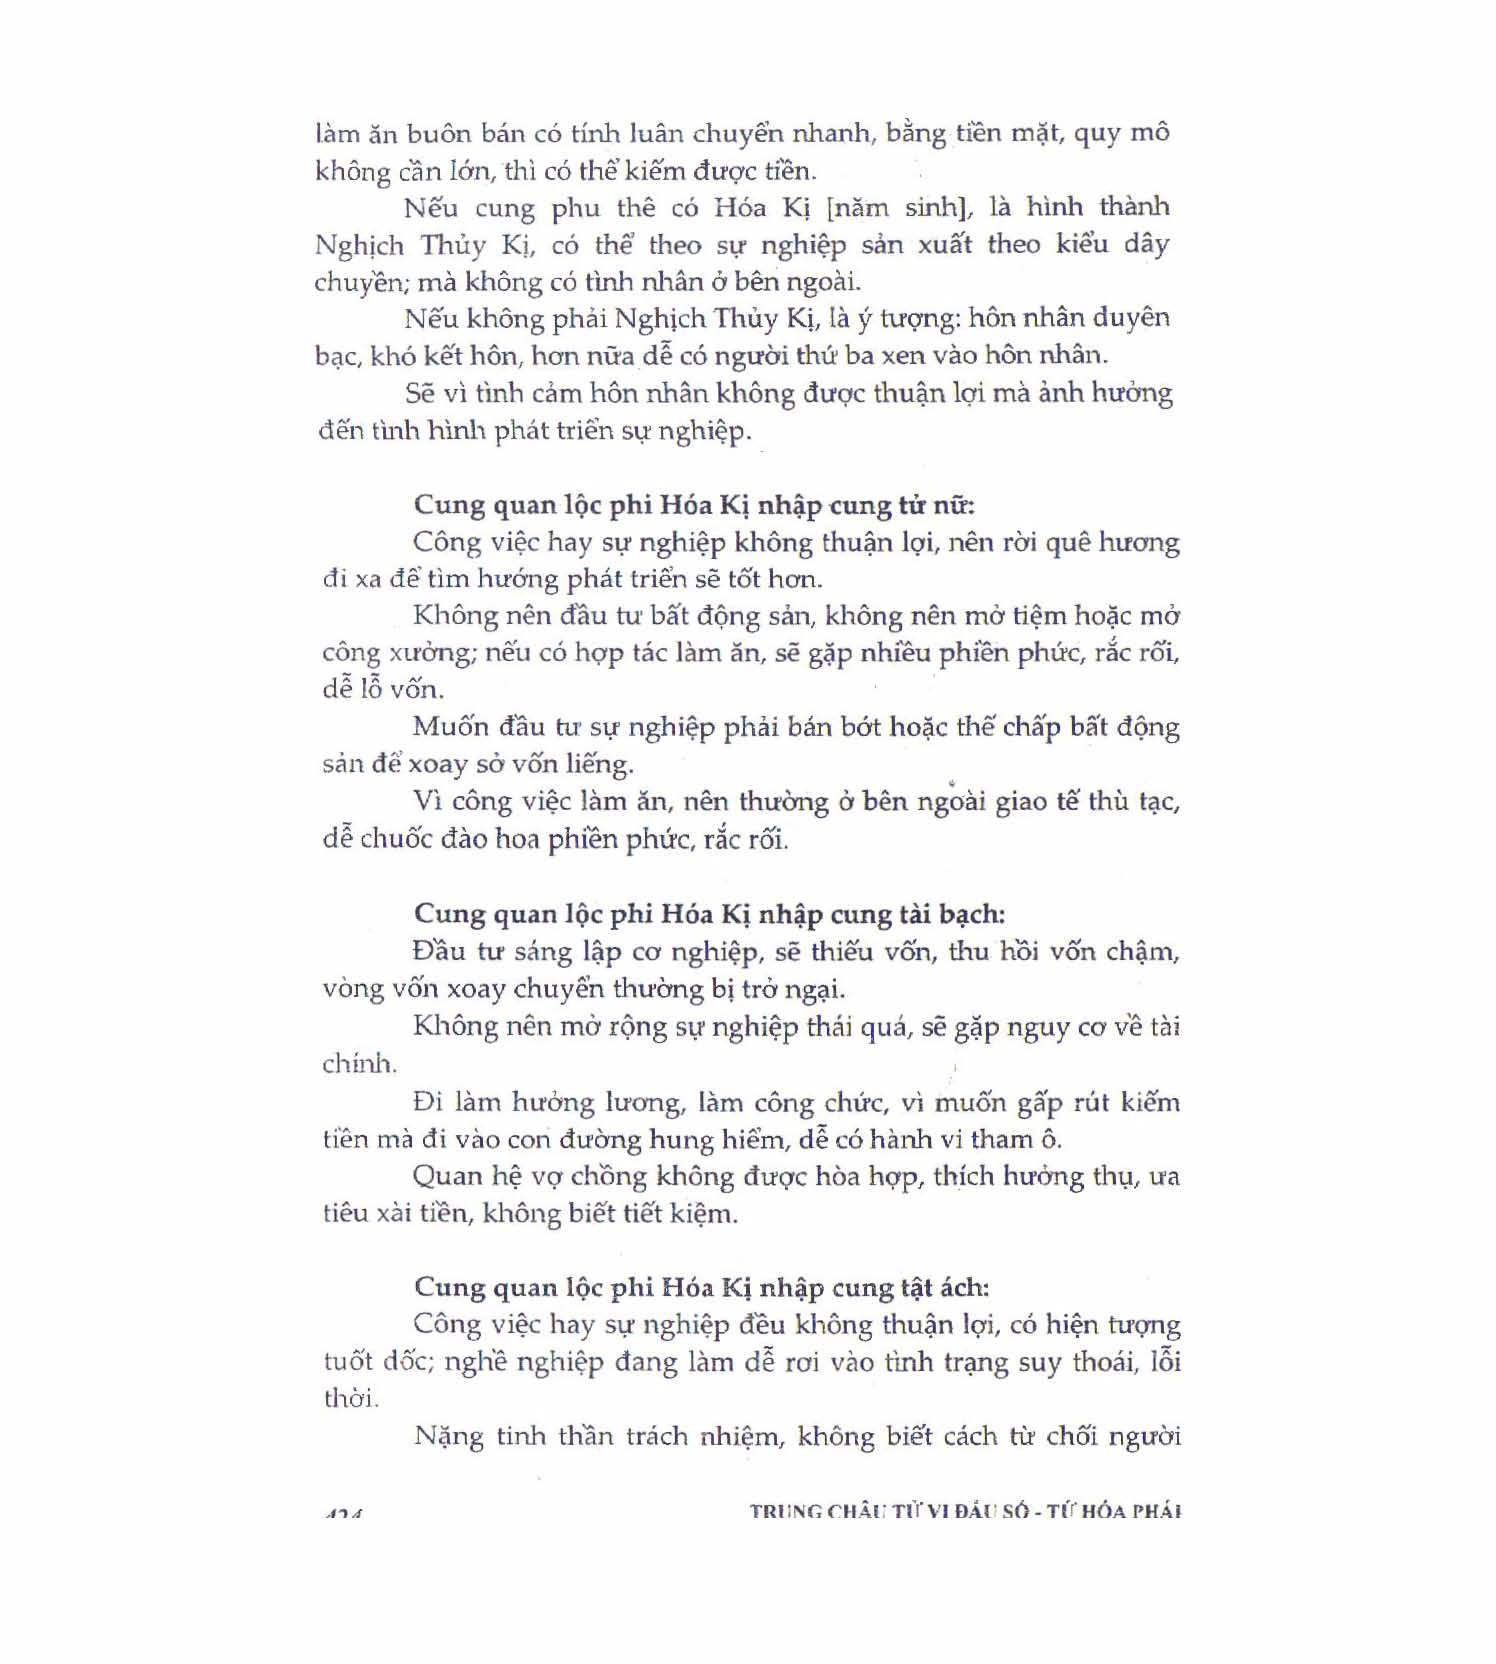 làm ăn buôn bán có tính luân chuyển nhanh, bằng tiền mặt, quy mô
không cần lớn, thì có thể kiếm được tiền.
Nếu cung phu thê có Hóa Kị [năm sinh], là hình thành
Nghịch Thủy Kị, có thể theo sự nghiệp sản xuất theo kiểu dây
chuyền; mà không có tình nhân ở bên ngoài.
Nếu không phải Nghịch Thủy Kị, là ý tượng: hôn nhân duyên
bạc, khó kết hôn, hơn nữa dễ có người thứ ba xen vào hôn nhân.
Sẽ vì tình cảm hôn nhân không được thuận lợi mà ảnh hưởng
đến tình hình phát triển sự nghiệp.
Cung quan lộc phi Hóa Kị nhập cung tử nữ:
Công việc hay sự nghiệp không thuận lợi, nên rời quê hương
đi xa để tìm hướng phát triển sẽ tốt hơn.
Không nên đầu tư bất động sản, không nên mở tiệm hoặc mở
công xưởng; nếu có hợp tác làm ăn, sẽ gặp nhiều phiền phức, rắc rối,
dễ lỗ vốn.
Muốn đầu tư sự nghiệp phải bán bớt hoặc thế chấp bất động
sản để xoay sở vốn liếng.
Vì công việc làm ăn, nên thường ở bên ngoài giao tế thù tạc,
dễ chuốc đào hoa phiền phức, rắc rối.
Cung quan lộc phi Hóa Kị nhập cung tài bạch:
Đầu tư sáng lập cơ nghiệp, sẽ thiếu vốn, thu hồi vốn chậm,
vòng vốn xoay chuyển thường bị trở ngại.
Không nên mở rộng sự nghiệp thái quá, sẽ gặp nguy cơ về tài
chính.
Đi làm hưởng lương, làm công chức, vì muốn gấp rút kiếm
tiền mà đi vào con đường hung hiểm, dễ có hành vi tham ô.
Quan hệ vợ chồng không được hòa hợp, thích hưởng thụ, ưa
tiêu xài tiền, không biết tiết kiệm.
Cung quan lộc phi Hóa Kị nhập cung tật ách:
Công việc hay sự nghiệp đều không thuận lợi, có hiện tượng
tuốt dốc; nghề nghiệp đang làm dễ rơi vào tình trạng suy thoái, lỗi
thời.
Nặng tinh thần trách nhiệm, không biết cách từ chối người
424
TRUNG CHÂU TỬ VI ĐẨU SỐ - TỨ HÓA PHÁI